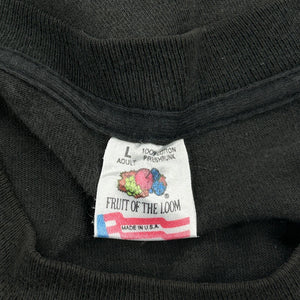 L 100% COTTON
ADULT PRESHRUNK
FRUIT OF THE LOOM ®
MADE IN U.S.A.